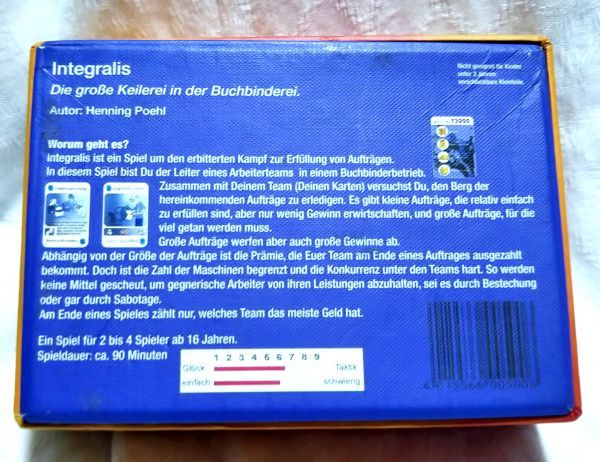 Integralis
Die große Keilerei in der Buchbinderei.
Autor: Henning Poehl
Nicht geeignet für Kinder
unter 3 Jahren:
verschluckbare Kleinteile.
Worum geht es?
Integralis ist ein Spiel um den erbitterten Kampf zur Erfüllung von Aufträgen.
In diesem Spiel bist Du der Leiter eines Arbeiterteams in einem Buchbinderbetrieb.
Zusammen mit Deinem Team (Deinen Karten) versuchst Du, den Berg der
hereinkommenden Aufträge zu erledigen. Es gibt kleine Aufträge, die relativ einfach
zu erfüllen sind, aber nur wenig Gewinn erwirtschaften, und große Aufträge, für die
viel getan werden muss.
Große Aufträge werfen aber auch große Gewinne ab.
Abhängig von der Größe der Aufträge ist die Prämie, die Euer Team am Ende eines Auftrages ausgezahlt
bekommt. Doch ist die Zahl der Maschinen begrenzt und die Konkurrenz unter den Teams hart. So werden
keine Mittel gescheut, um gegnerische Arbeiter von ihren Leistungen abzuhalten, sei es durch Bestechung
oder gar durch Sabotage.
Am Ende eines Spieles zählt nur, welches Team das meiste Geld hat.
Ein Spiel für 2 bis 4 Spieler ab 16 Jahren.
Spieldauer: ca. 90 Minuten
1 2 3 4 5 6 7 8 9
Glück Taktik
einfach schwierig